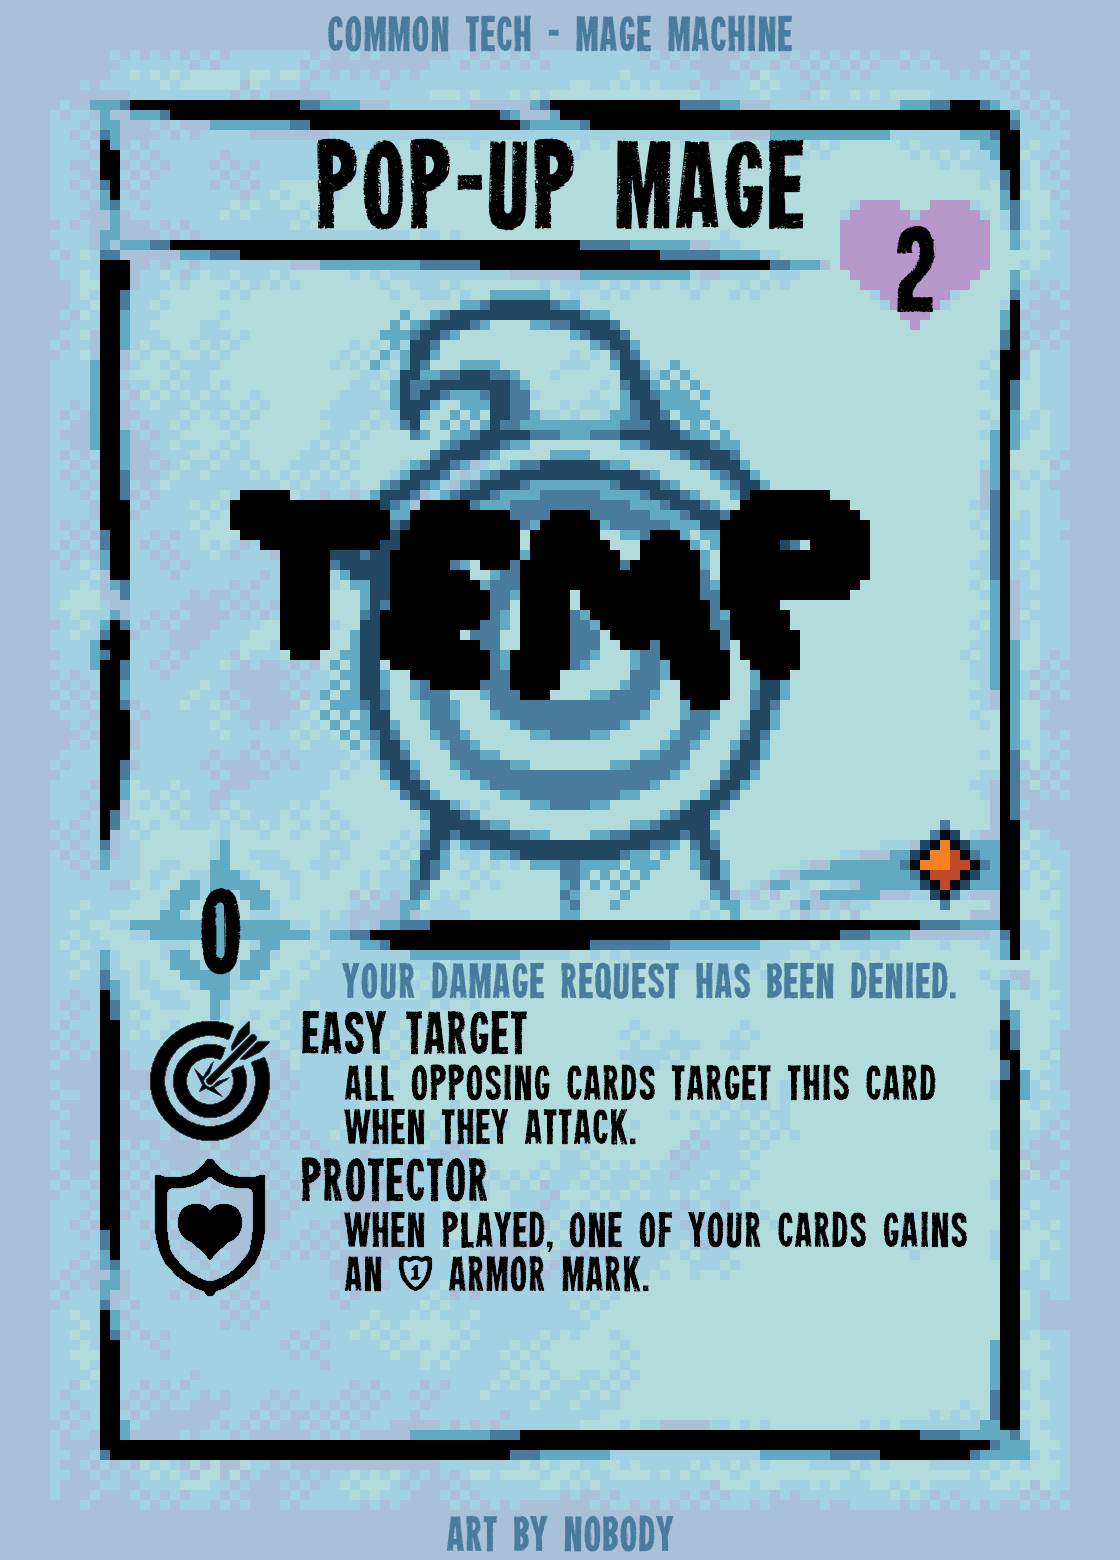 COMMON TECH - MAGE MACHINE
POP-UP MAGE
2
TEMP
0
YOUR DAMAGE REQUEST HAS BEEN DENIED.
EASY TARGET
ALL OPPOSING CARDS TARGET THIS CARD
WHEN THEY ATTACK.
PROTECTOR
WHEN PLAYED, ONE OF YOUR CARDS GAINS
AN 1 ARMOR MARK.
ART BY NOBODY